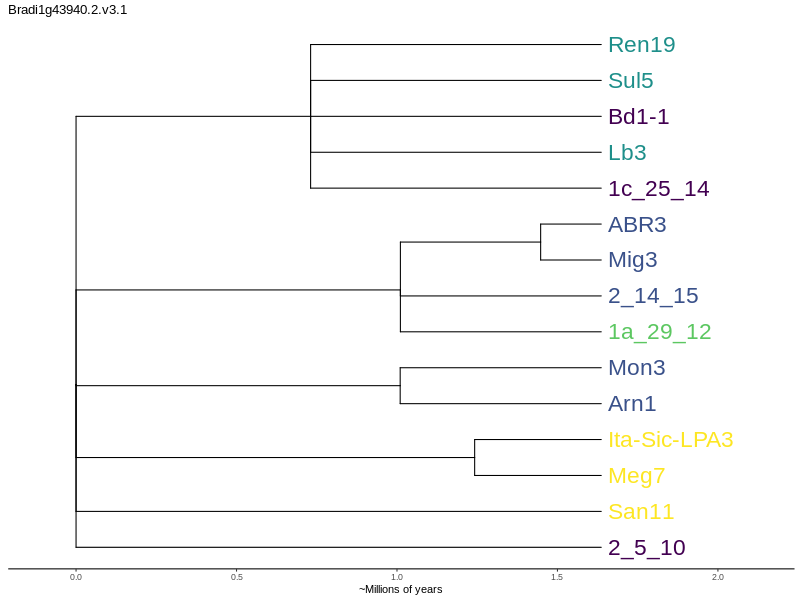 Bradi1g43940.2.v3.1
Ren19
Sul5
Bd1-1
Lb3
1c_25_14
ABR3
Mig3
2_14_15
1a_29_12
Mon3
Arn1
Ita-Sic-LPA3
Meg7
San11
2_5_10
0.0 0.5 1.0 1.5 2.0
~Millions of years